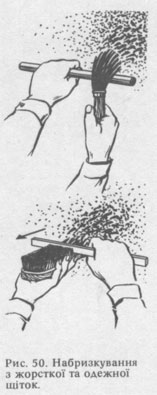 Рис. 50. Набризкування
з жорсткої та одежної
щіток.